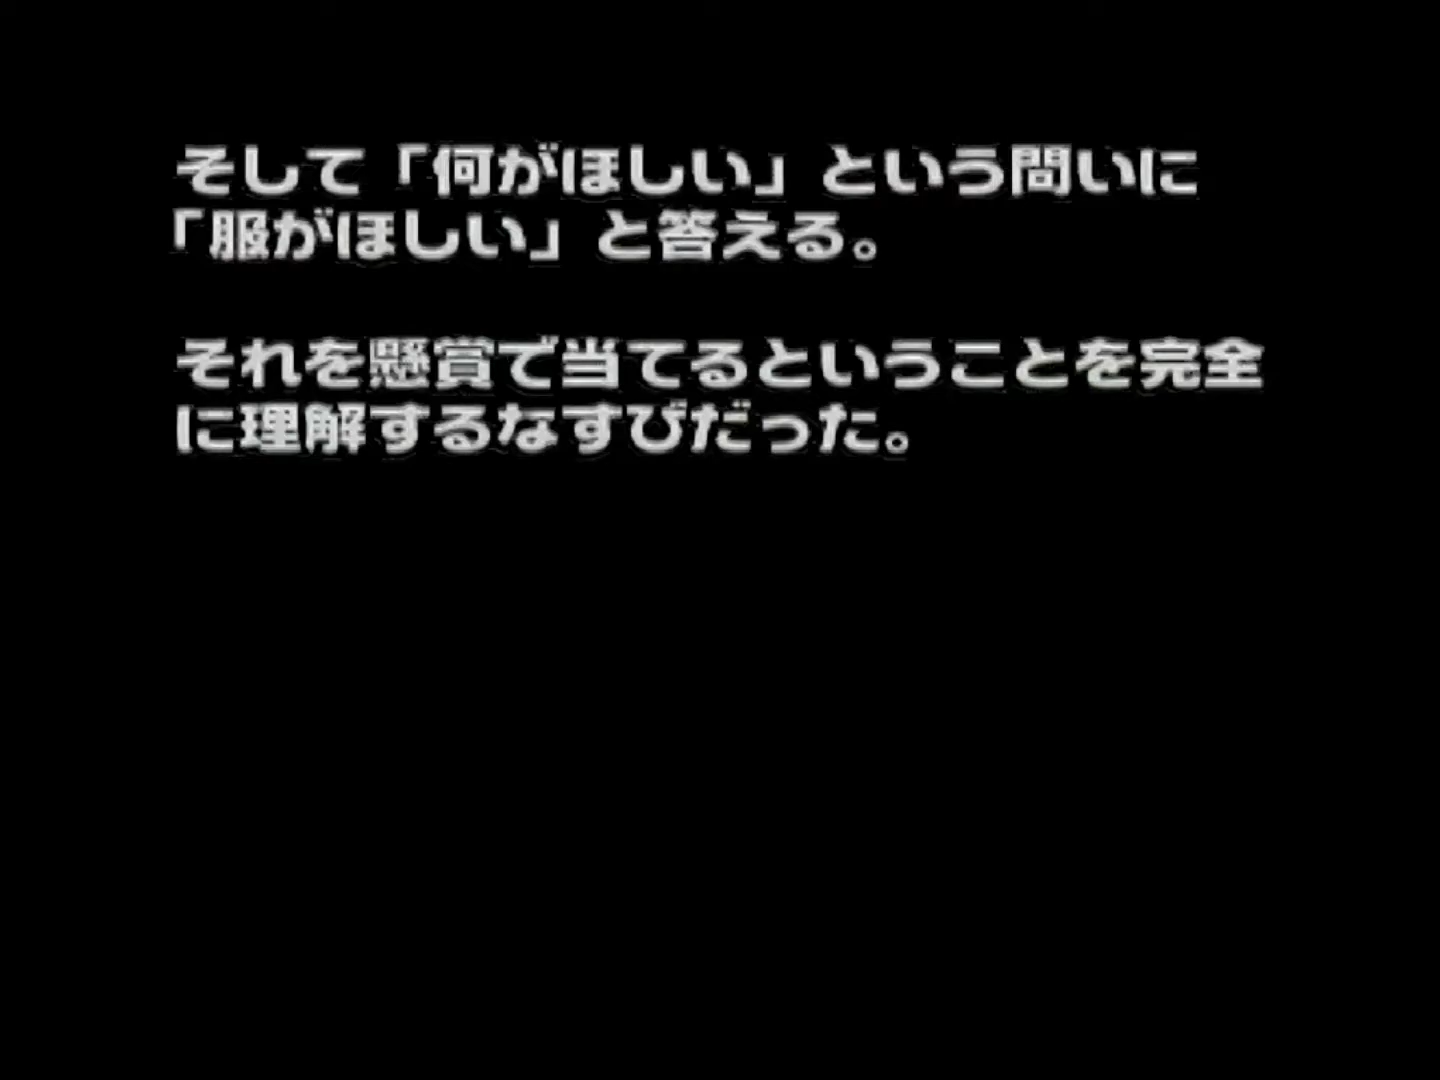 そして「何がほしい」という問いに
「服がほしい」と答える。
それを懸賞で当てるということを完全
に理解するなすびだった。